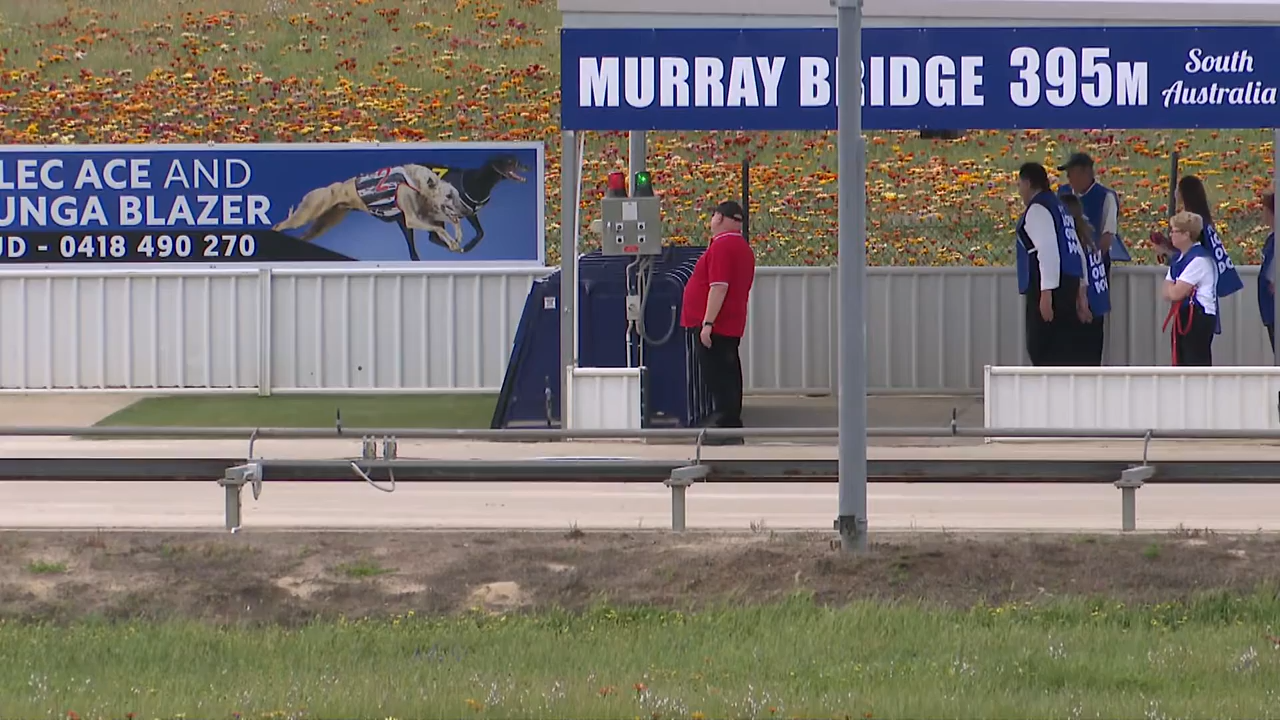 MURRAY BRIDGE 395M
South
Australia
LEC ACE AND
UNGA BLAZER
UD - 0418 490 270